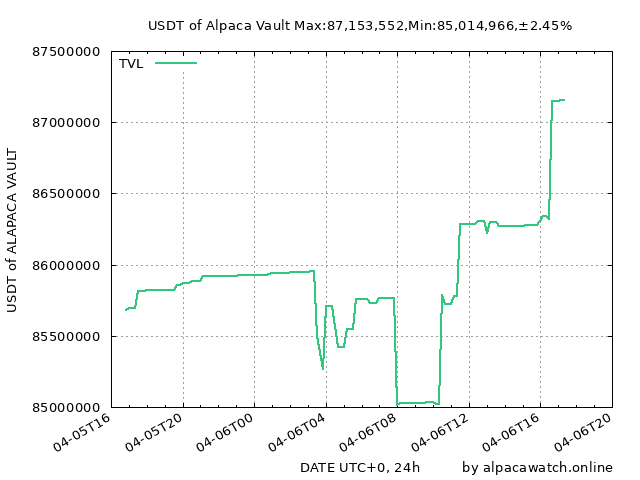 USDT of Alpaca Vault Max:87,153,552,Min:85,014,966,±2.45%
TVL
87500000
87000000
86500000
86000000
85500000
85000000
USDT of ALAPACA VAULT
04-05T16
04-05T20
04-06T00
04-06T04
04-06T08
04-06T12
04-06T16
04-06T20
DATE UTC+0, 24h
by alpacawatch.online